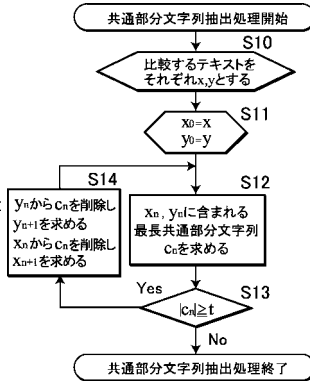 共通部分文字列抽出処理開始
S10
比較するテキストを
それぞれx,yとする
S11
x₀=x
y₀=y
S14
S12
yₙからcₙを削除し
yₙ₊₁を求める
xₙからcₙを削除し
xₙ₊₁を求める
xₙ,yₙに含まれる
最長共通部分文字列
cₙを求める
Yes
S13
|cₙ|≧t
No
共通部分文字列抽出処理終了